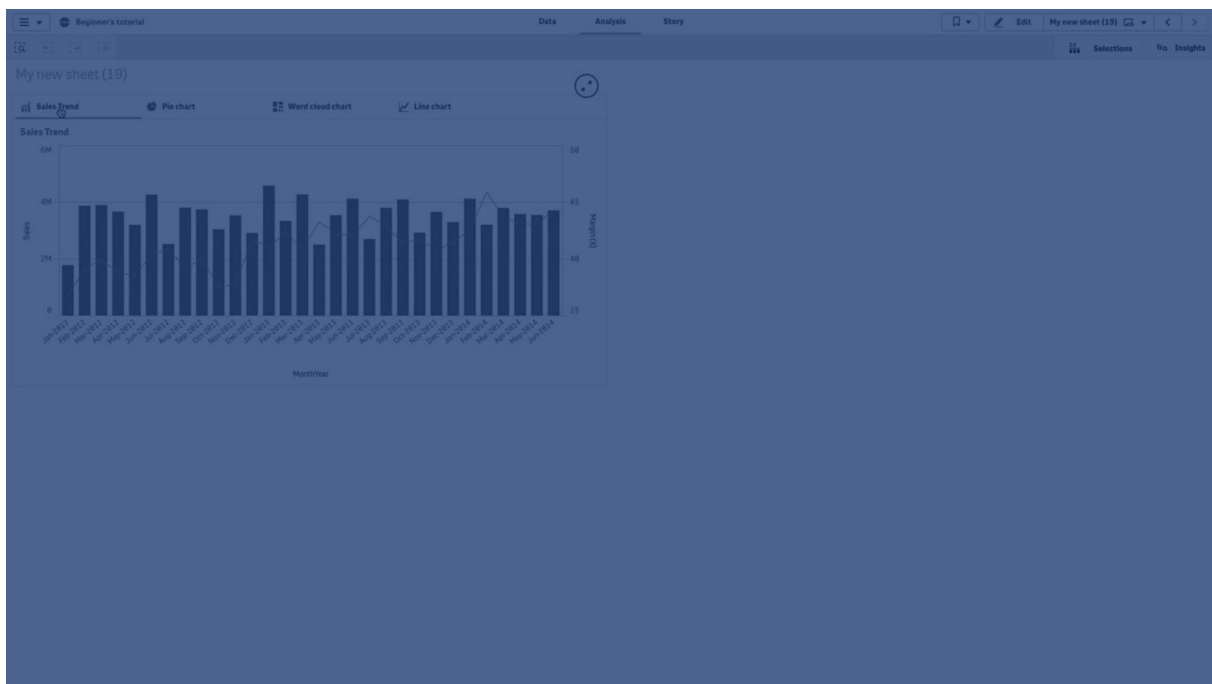 Beginner's tutorial Data Analysis Story Edit My new sheet (19)
Selections Insights
My new sheet (19)
Sales Trend Pie chart Word cloud chart Line chart
Sales Trend
6M 50
4M 45
Sales Margin (%)
2M 40
0 35
Jan-2012 Feb-2012 Mar-2012 Apr-2012 May-2012 Jun-2012 Jul-2012 Aug-2012 Sep-2012 Oct-2012 Nov-2012 Dec-2012 Jan-2013 Feb-2013 Mar-2013 Apr-2013 May-2013 Jun-2013 Jul-2013 Aug-2013 Sep-2013 Oct-2013 Nov-2013 Dec-2013 Jan-2014 Feb-2014 Mar-2014 Apr-2014 May-2014 Jun-2014
MonthYear